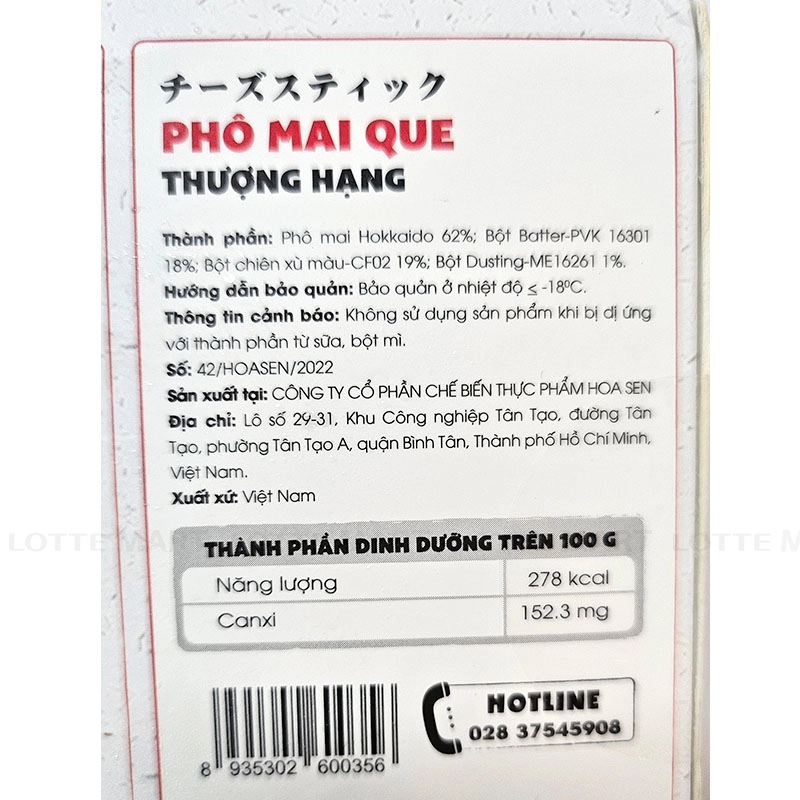 チーズスティック
PHÔ MAI QUE
THƯỢNG HẠNG
Thành phần: Phô mai Hokkaido 62%; Bột Batter-PVK 16301
18%; Bột chiên xù màu-CF02 19%; Bột Dusting-ME16261 1%.
Hướng dẫn bảo quản: Bảo quản ở nhiệt độ ≤ -18⁰C.
Thông tin cảnh báo: Không sử dụng sản phẩm khi bị dị ứng
với thành phần từ sữa, bột mì.
Số: 42/HOASEN/2022
Sản xuất tại: CÔNG TY CỔ PHẦN CHẾ BIẾN THỰC PHẨM HOA SEN
Địa chỉ: Lô số 29-31, Khu Công nghiệp Tân Tạo, đường Tân
Tạo, phường Tân Tạo A, quận Bình Tân, Thành phố Hồ Chí Minh,
Việt Nam.
Xuất xứ: Việt Nam
LOTTE MART LOTTE M
THÀNH PHẦN DINH DƯỠNG TRÊN 100 G
Năng lượng 278 kcal
Canxi 152.3 mg
HOTLINE
028 37545908
8 935302 600356